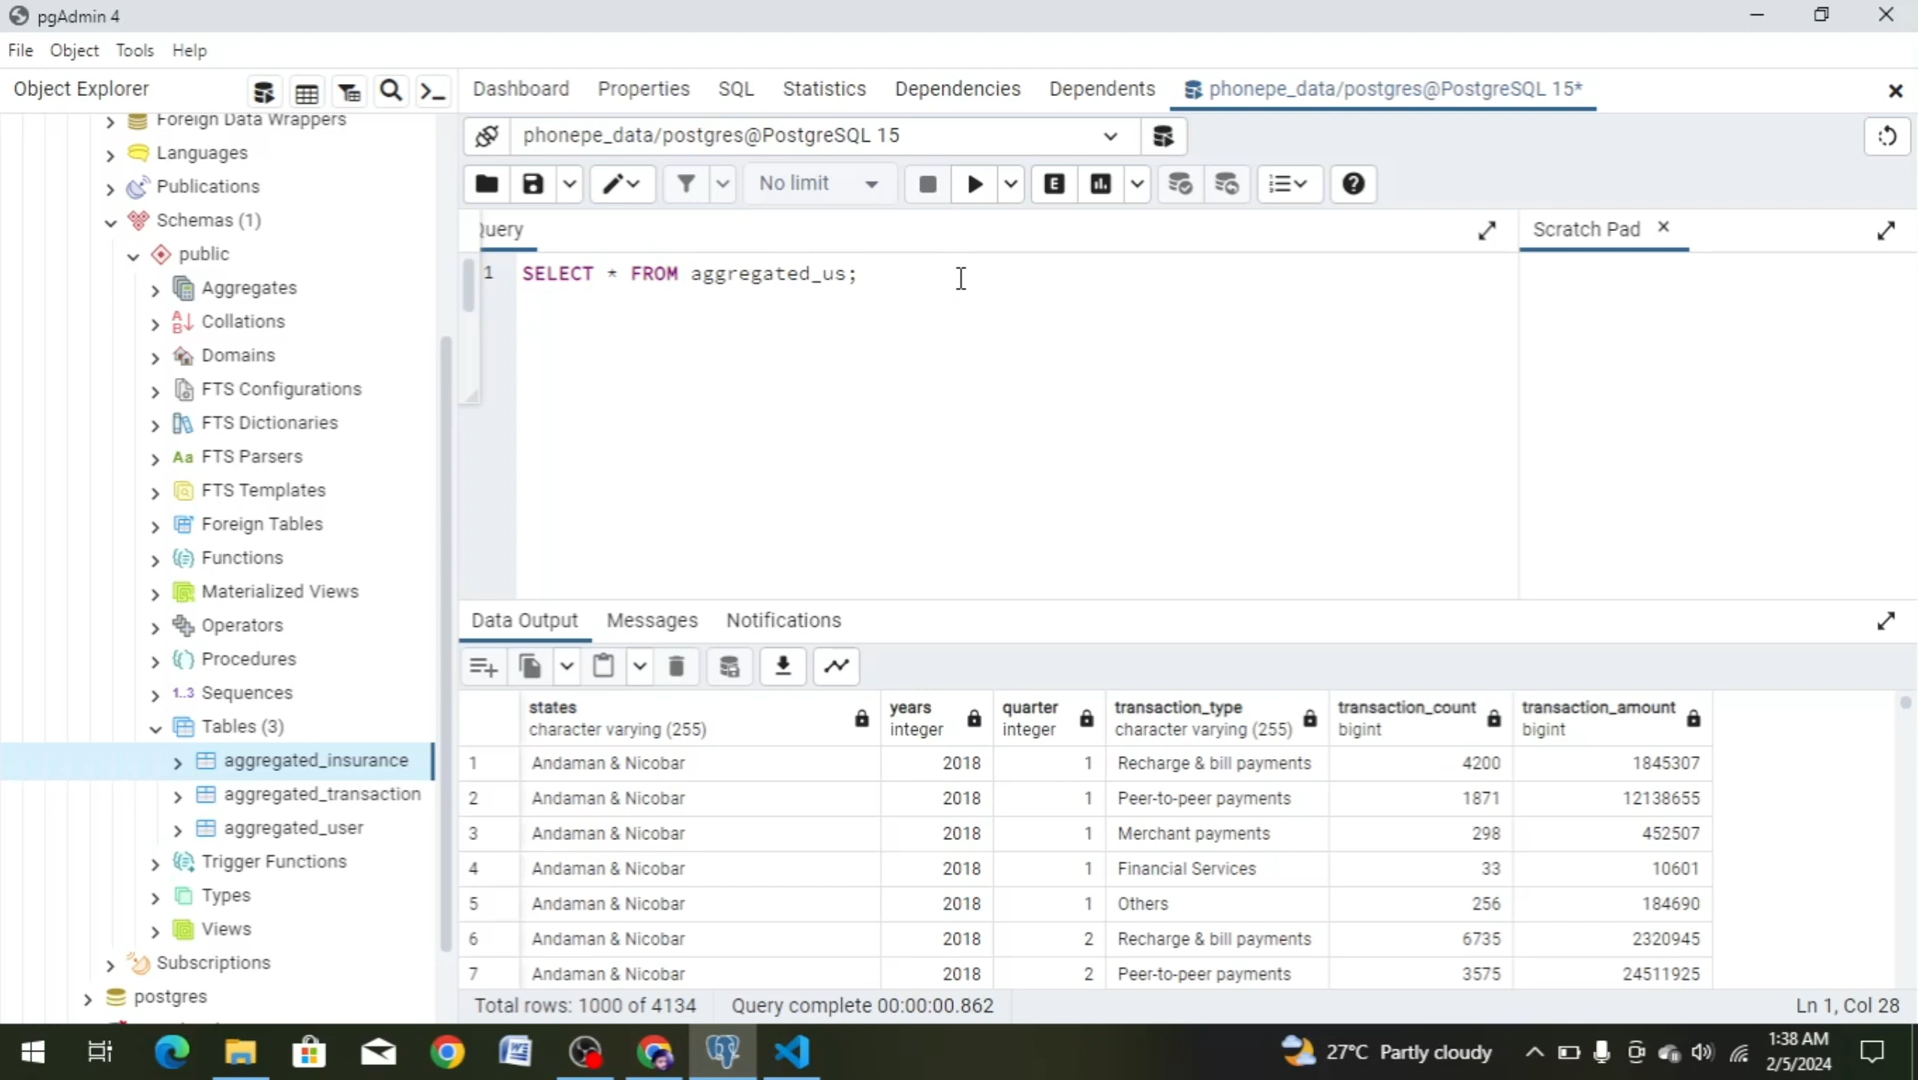 pgAdmin 4
File Object Tools Help
Object Explorer
Dashboard Properties SQL Statistics Dependencies Dependents phonepe_data/postgres@PostgreSQL 15*
Foreign Data Wrappers
Languages
Publications
Schemas (1)
public
Aggregates
Collations
Domains
FTS Configurations
FTS Dictionaries
Aa FTS Parsers
FTS Templates
Foreign Tables
Functions
Materialized Views
Operators
Procedures
1..3 Sequences
Tables (3)
aggregated_insurance
aggregated_transaction
aggregated_user
Trigger Functions
Types
Views
Subscriptions
postgres
phonepe_data/postgres@PostgreSQL 15
No limit
E
Query
Scratch Pad
1 SELECT * FROM aggregated_us;
Data Output Messages Notifications
states years quarter transaction_type transaction_count transaction_amount
character varying (255) integer integer character varying (255) bigint bigint
1 Andaman & Nicobar 2018 1 Recharge & bill payments 4200 1845307
2 Andaman & Nicobar 2018 1 Peer-to-peer payments 1871 12138655
3 Andaman & Nicobar 2018 1 Merchant payments 298 452507
4 Andaman & Nicobar 2018 1 Financial Services 33 10601
5 Andaman & Nicobar 2018 1 Others 256 184690
6 Andaman & Nicobar 2018 2 Recharge & bill payments 6735 2320945
7 Andaman & Nicobar 2018 2 Peer-to-peer payments 3575 24511925
Total rows: 1000 of 4134 Query complete 00:00:00.862 Ln 1, Col 28
27°C Partly cloudy
1:38 AM
2/5/2024